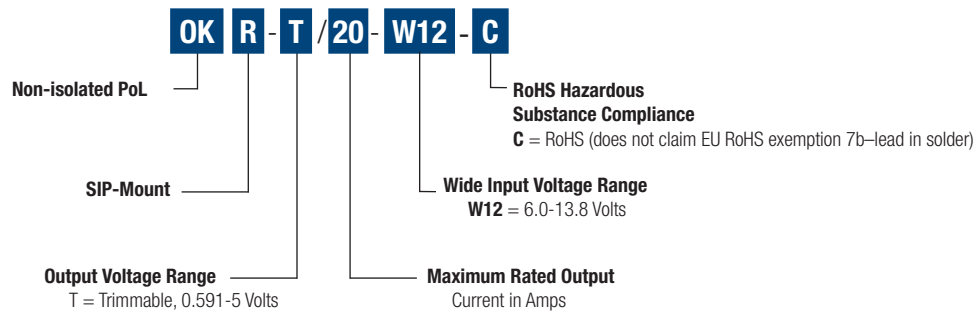 OK R - T / 20 - W12 - C
Non-isolated PoL
RoHS Hazardous
Substance Compliance
C = RoHS (does not claim EU RoHS exemption 7b–lead in solder)
SIP-Mount
Wide Input Voltage Range
W12 = 6.0-13.8 Volts
Output Voltage Range
T = Trimmable, 0.591-5 Volts
Maximum Rated Output
Current in Amps